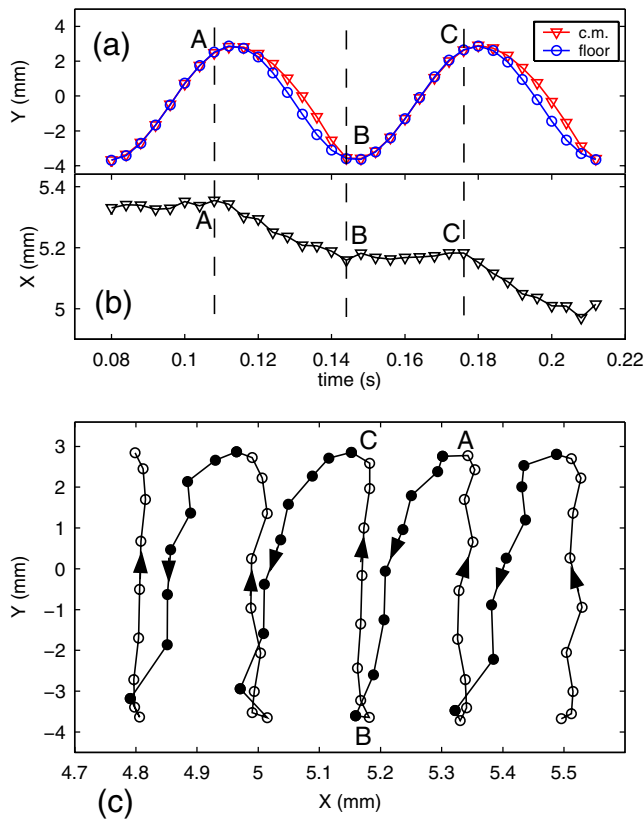 (a)
A
C
B
c.m.
floor
4
2
0
−2
−4
Y (mm)
5.4
5.2
5
X (mm)
A
B
C
(b)
0.08
0.1
0.12
0.14
0.16
0.18
0.2
0.22
time (s)
3
2
1
0
−1
−2
−3
−4
Y (mm)
C
A
B
4.7
4.8
4.9
5
5.1
5.2
5.3
5.4
5.5
X (mm)
(c)